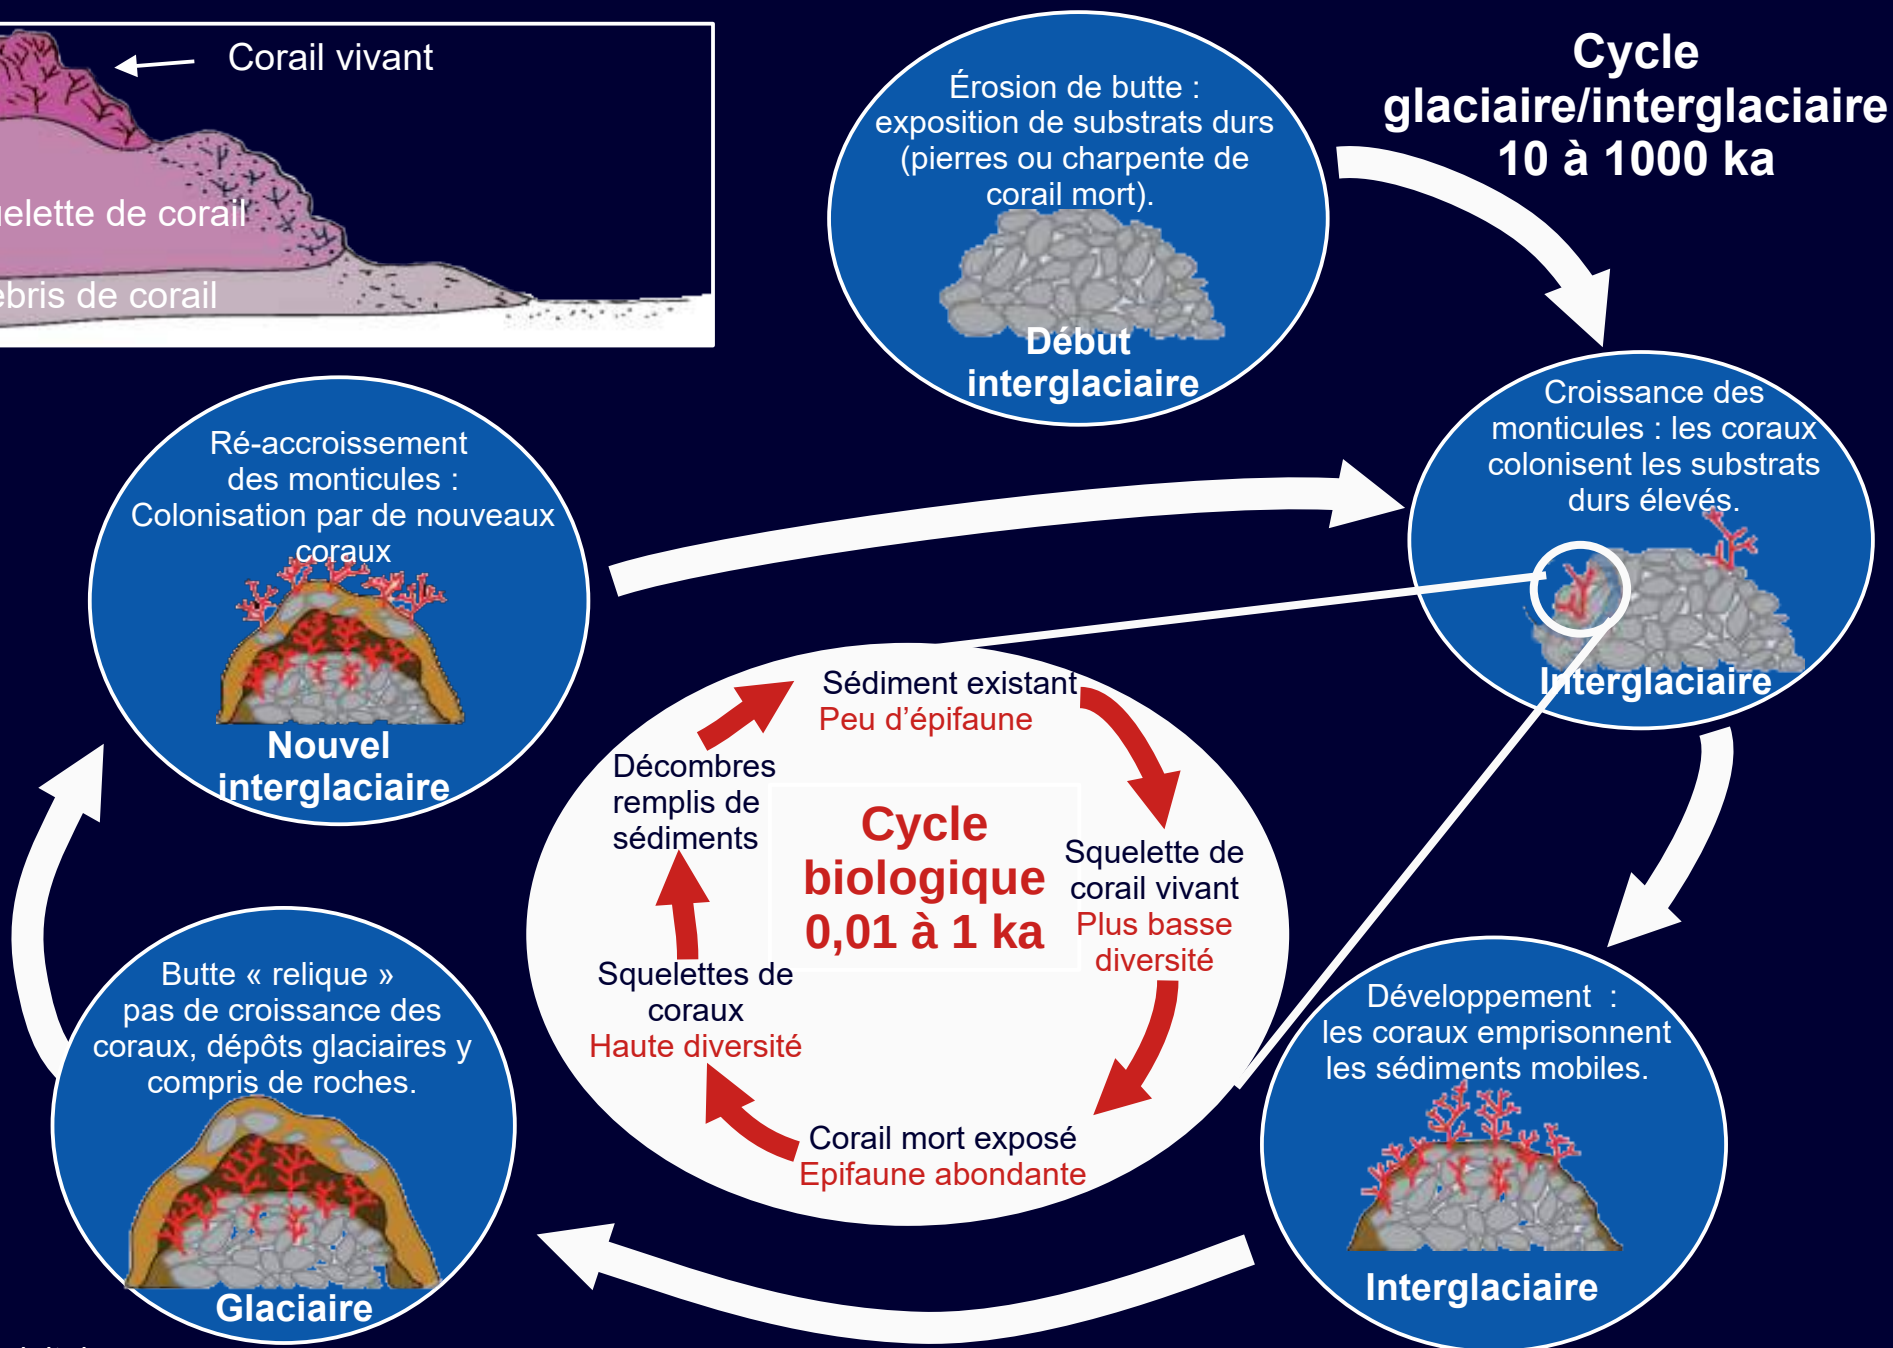 Corail vivant
elette de corail
bris de corail
Érosion de butte :
exposition de substrats durs
(pierres ou charpente de
corail mort).
Début
interglaciaire
Cycle
glaciaire/interglaciaire
10 à 1000 ka
Croissance des
monticules : les coraux
colonisent les substrats
durs élevés.
Interglaciaire
Ré-accroissement
des monticules :
Colonisation par de nouveaux
coraux
Nouvel
interglaciaire
Sédiment existant
Peu d’épifaune
Décombres
remplis de
sédiments
Cycle
biologique
0,01 à 1 ka
Squelette de
corail vivant
Plus basse
diversité
Squelettes de
coraux
Haute diversité
Corail mort exposé
Epifaune abondante
Butte « relique »
pas de croissance des
coraux, dépôts glaciaires y
compris de roches.
Glaciaire
Développement :
les coraux emprisonnent
les sédiments mobiles.
Interglaciaire